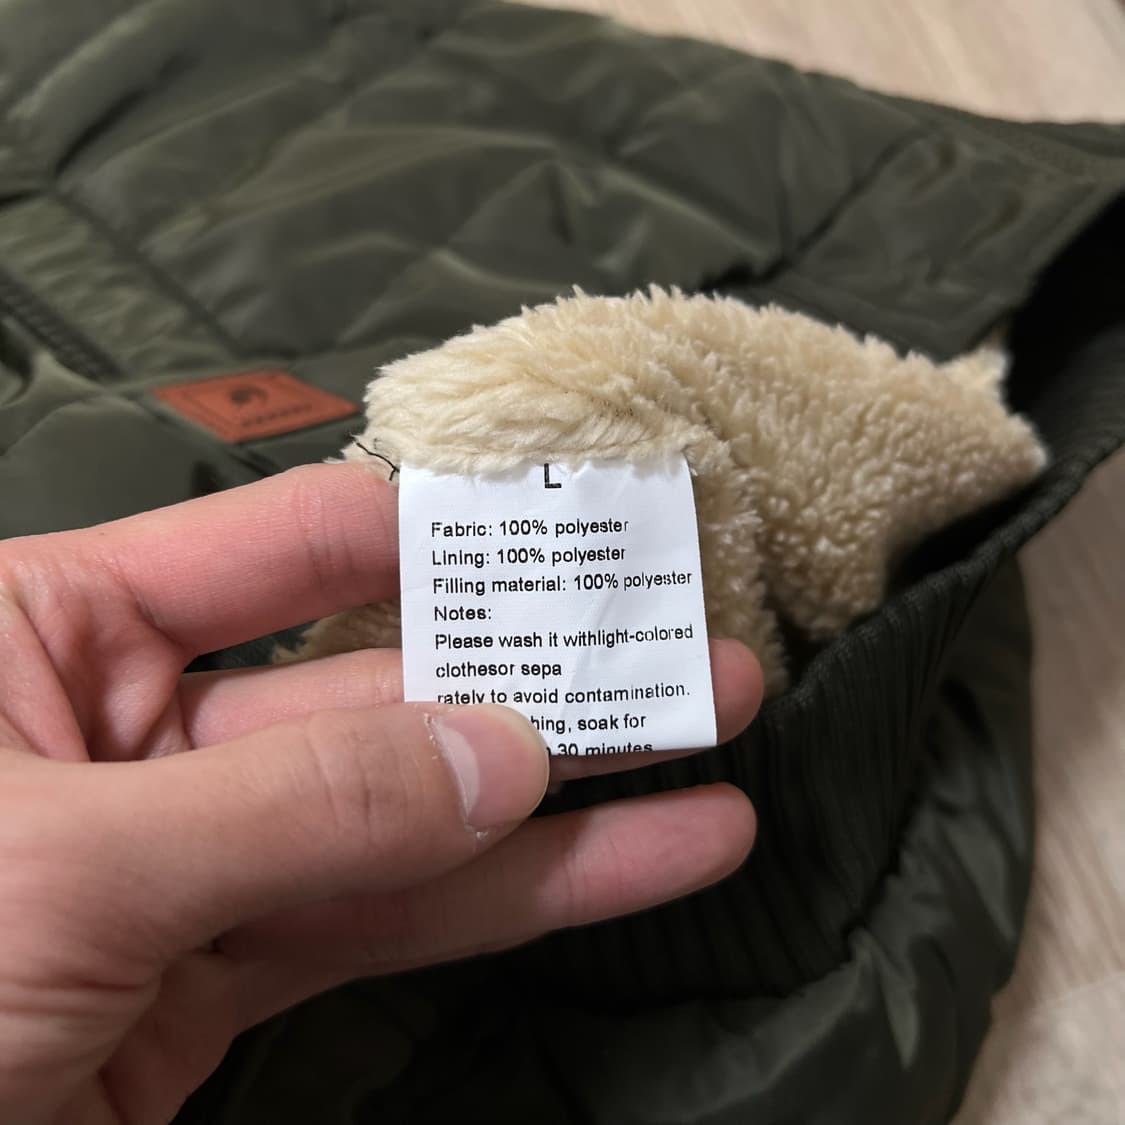 L
Fabric: 100% polyester
Lining: 100% polyester
Filling material: 100% polyester
Notes:
Please wash it withlight-colored
clothesor sepa
rately to avoid contamination.
hing, soak for
30 minutes